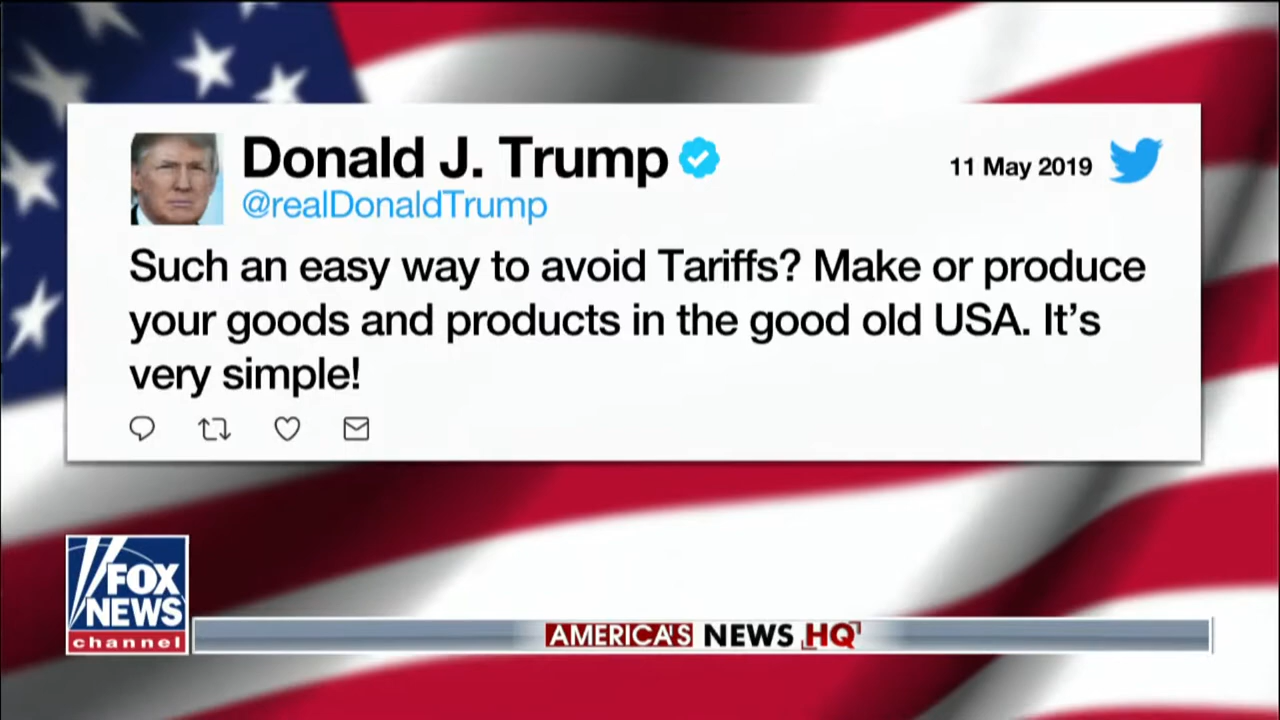 Donald J. Trump
@realDonaldTrump
11 May 2019
Such an easy way to avoid Tariffs? Make or produce
your goods and products in the good old USA. It’s
very simple!
FOX
NEWS
channel
AMERICA'S NEWS HQ